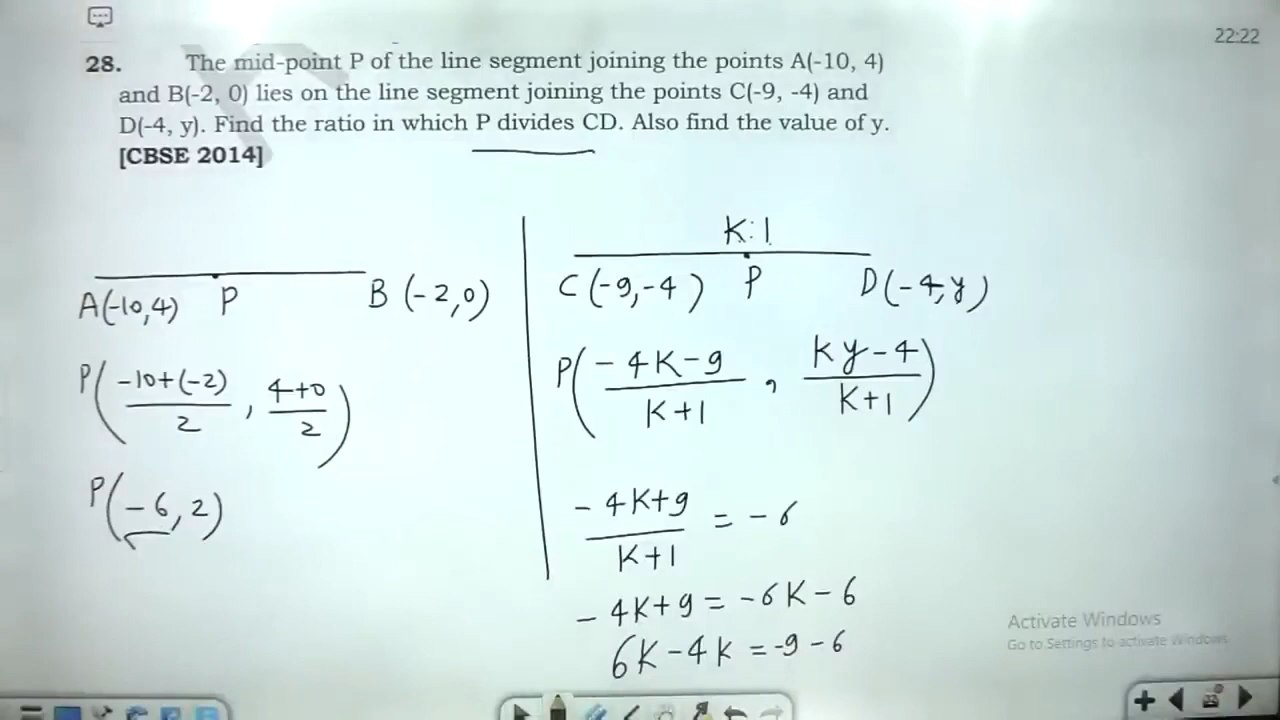 22:22
28. The mid-point P of the line segment joining the points A(-10, 4)
and B(-2, 0) lies on the line segment joining the points C(-9, -4) and
D(-4, y). Find the ratio in which P divides CD. Also find the value of y.
[CBSE 2014]
A(-10,4) P B (-2,0)
P( -10+(-2)/2 , 4+0/2 )
P(-6,2)
K:1
C(-9,-4) P D(-4,y)
P( -4K-9/K+1 , Ky-4/K+1 )
-4K+9/K+1 = -6
-4K+9 = -6K-6
6K-4K = -9-6
Activate Windows
Go to Settings to activate Windows.